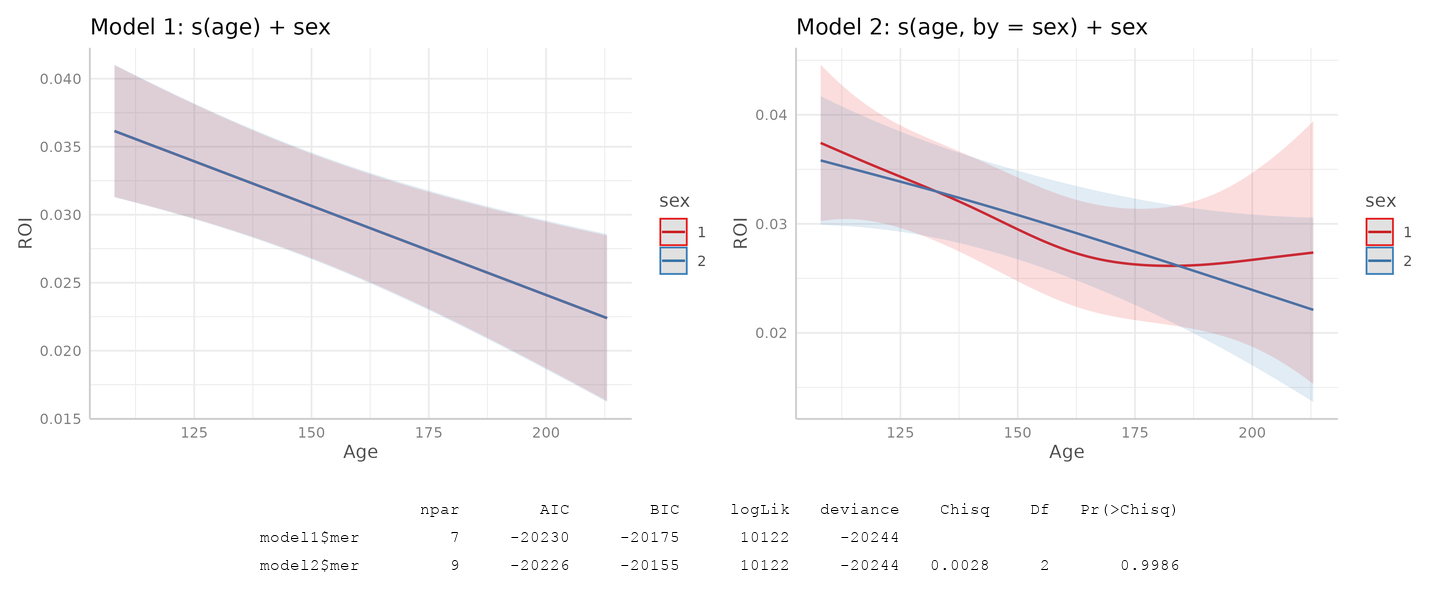 Model 1: s(age) + sex
0.040
0.035
0.030
0.025
0.020
0.015
ROI
125 150 175 200
Age
sex
1
2
Model 2: s(age, by = sex) + sex
0.04
0.03
0.02
ROI
125 150 175 200
Age
sex
1
2
npar AIC BIC logLik deviance Chisq Df Pr(>Chisq)
model1$mer 7 -20230 -20175 10122 -20244
model2$mer 9 -20226 -20155 10122 -20244 0.0028 2 0.9986